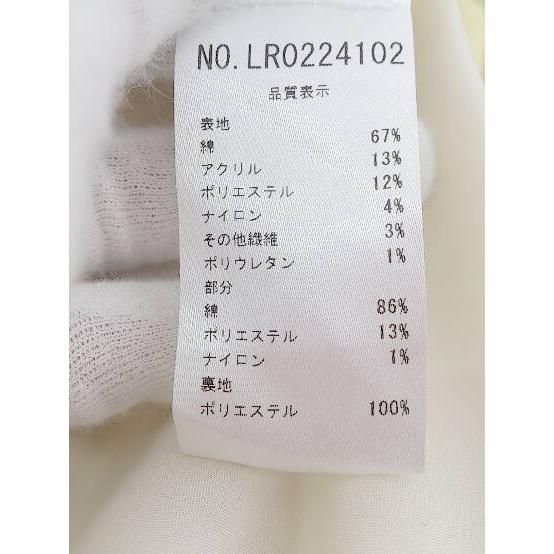 NO.LR0224102
品質表示
表地
綿 67%
アクリル 13%
ポリエステル 12%
ナイロン 4%
その他繊維 3%
ポリウレタン 1%
部分
綿 86%
ポリエステル 13%
ナイロン 1%
裏地
ポリエステル 100%